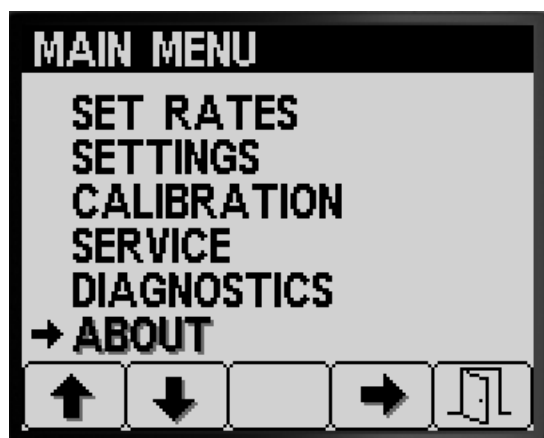 MAIN MENU
SET RATES
SETTINGS
CALIBRATION
SERVICE
DIAGNOSTICS
ABOUT